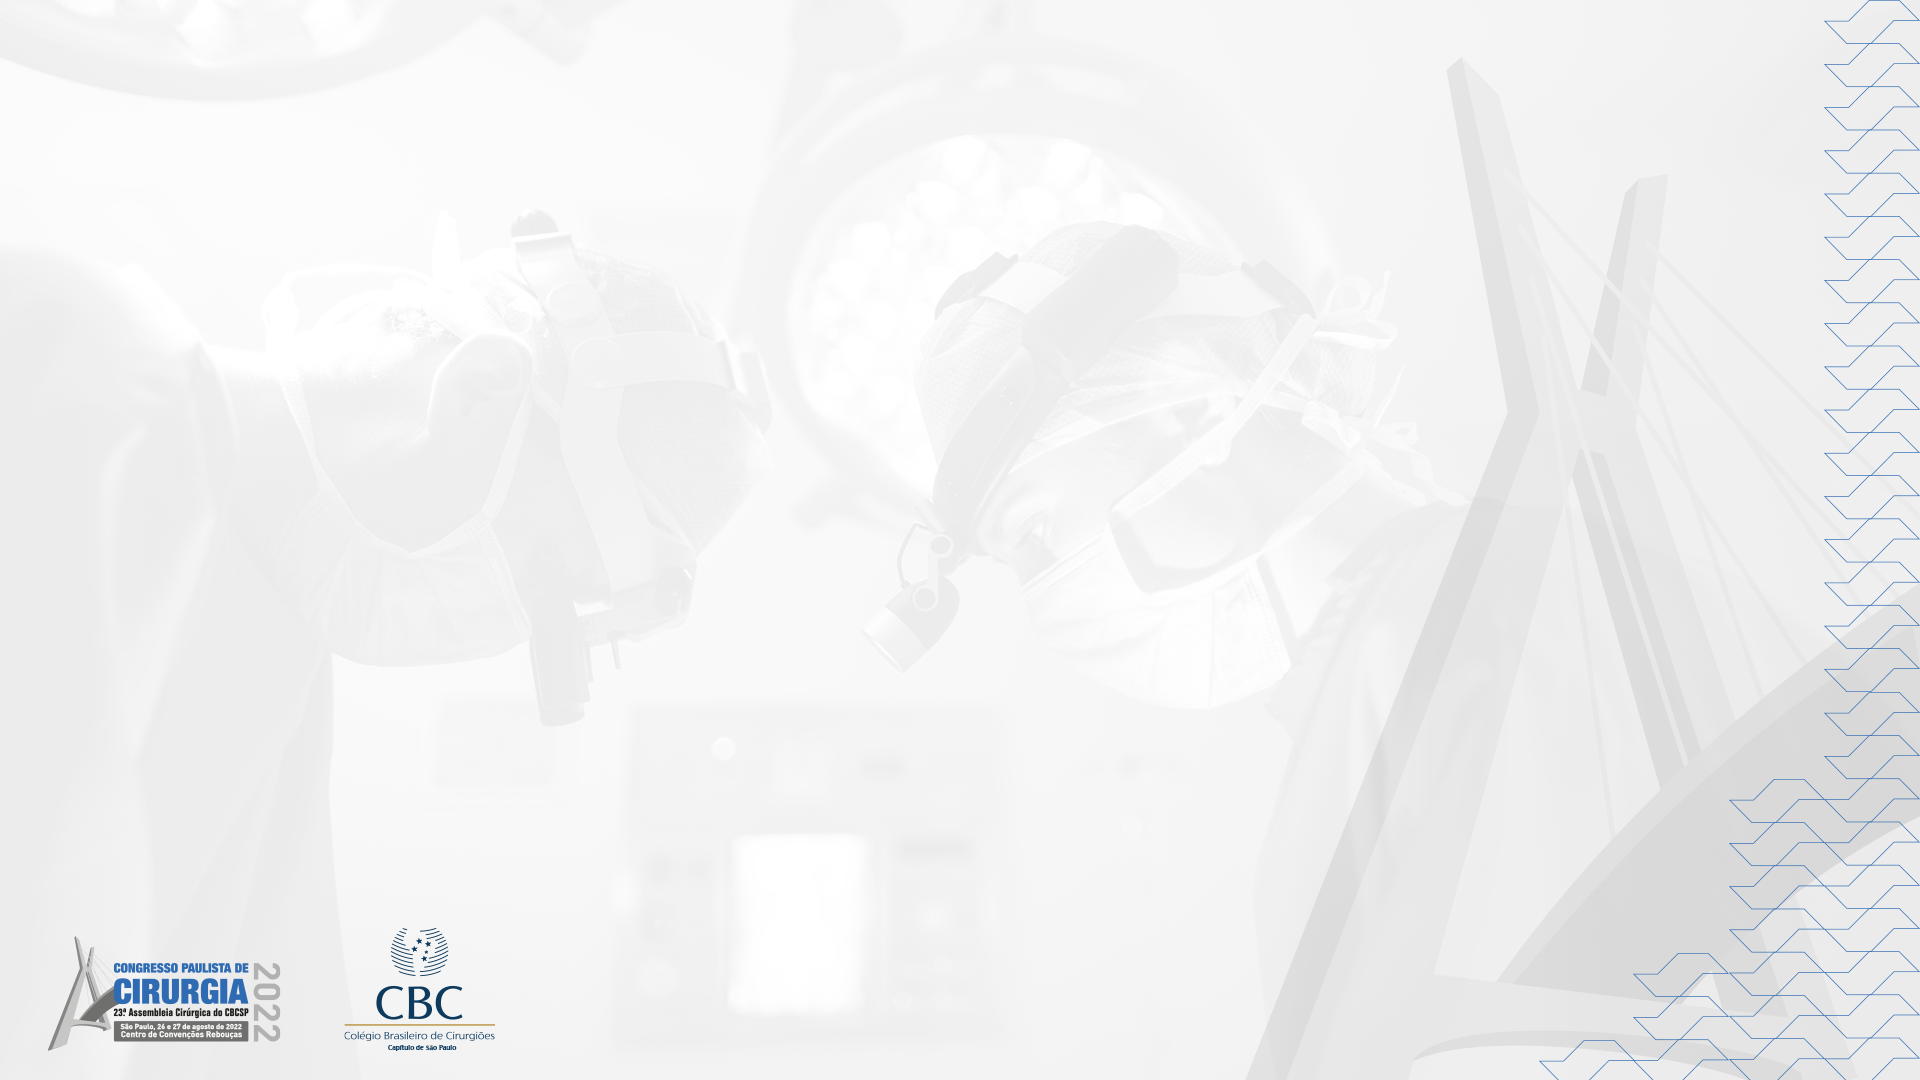 CONGRESSO PAULISTA DE
CIRURGIA
23ª Assembleia Cirúrgica do CBCSP
São Paulo, 26 e 27 de agosto de 2022
Centro de Convenções Rebouças
2022
CBC
Colégio Brasileiro de Cirurgiões
Capítulo de São Paulo